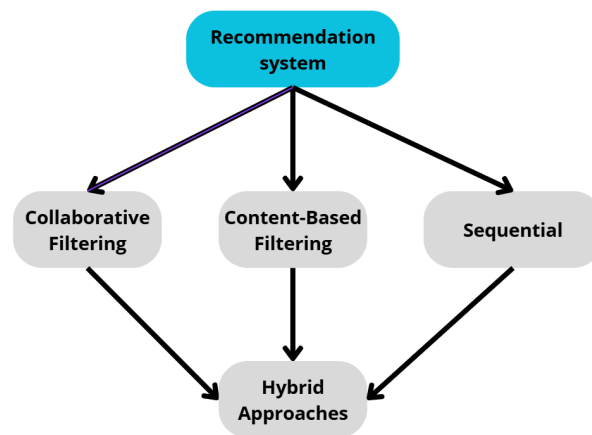 Recommendation
system
Collaborative
Filtering
Content-Based
Filtering
Sequential
Hybrid
Approaches